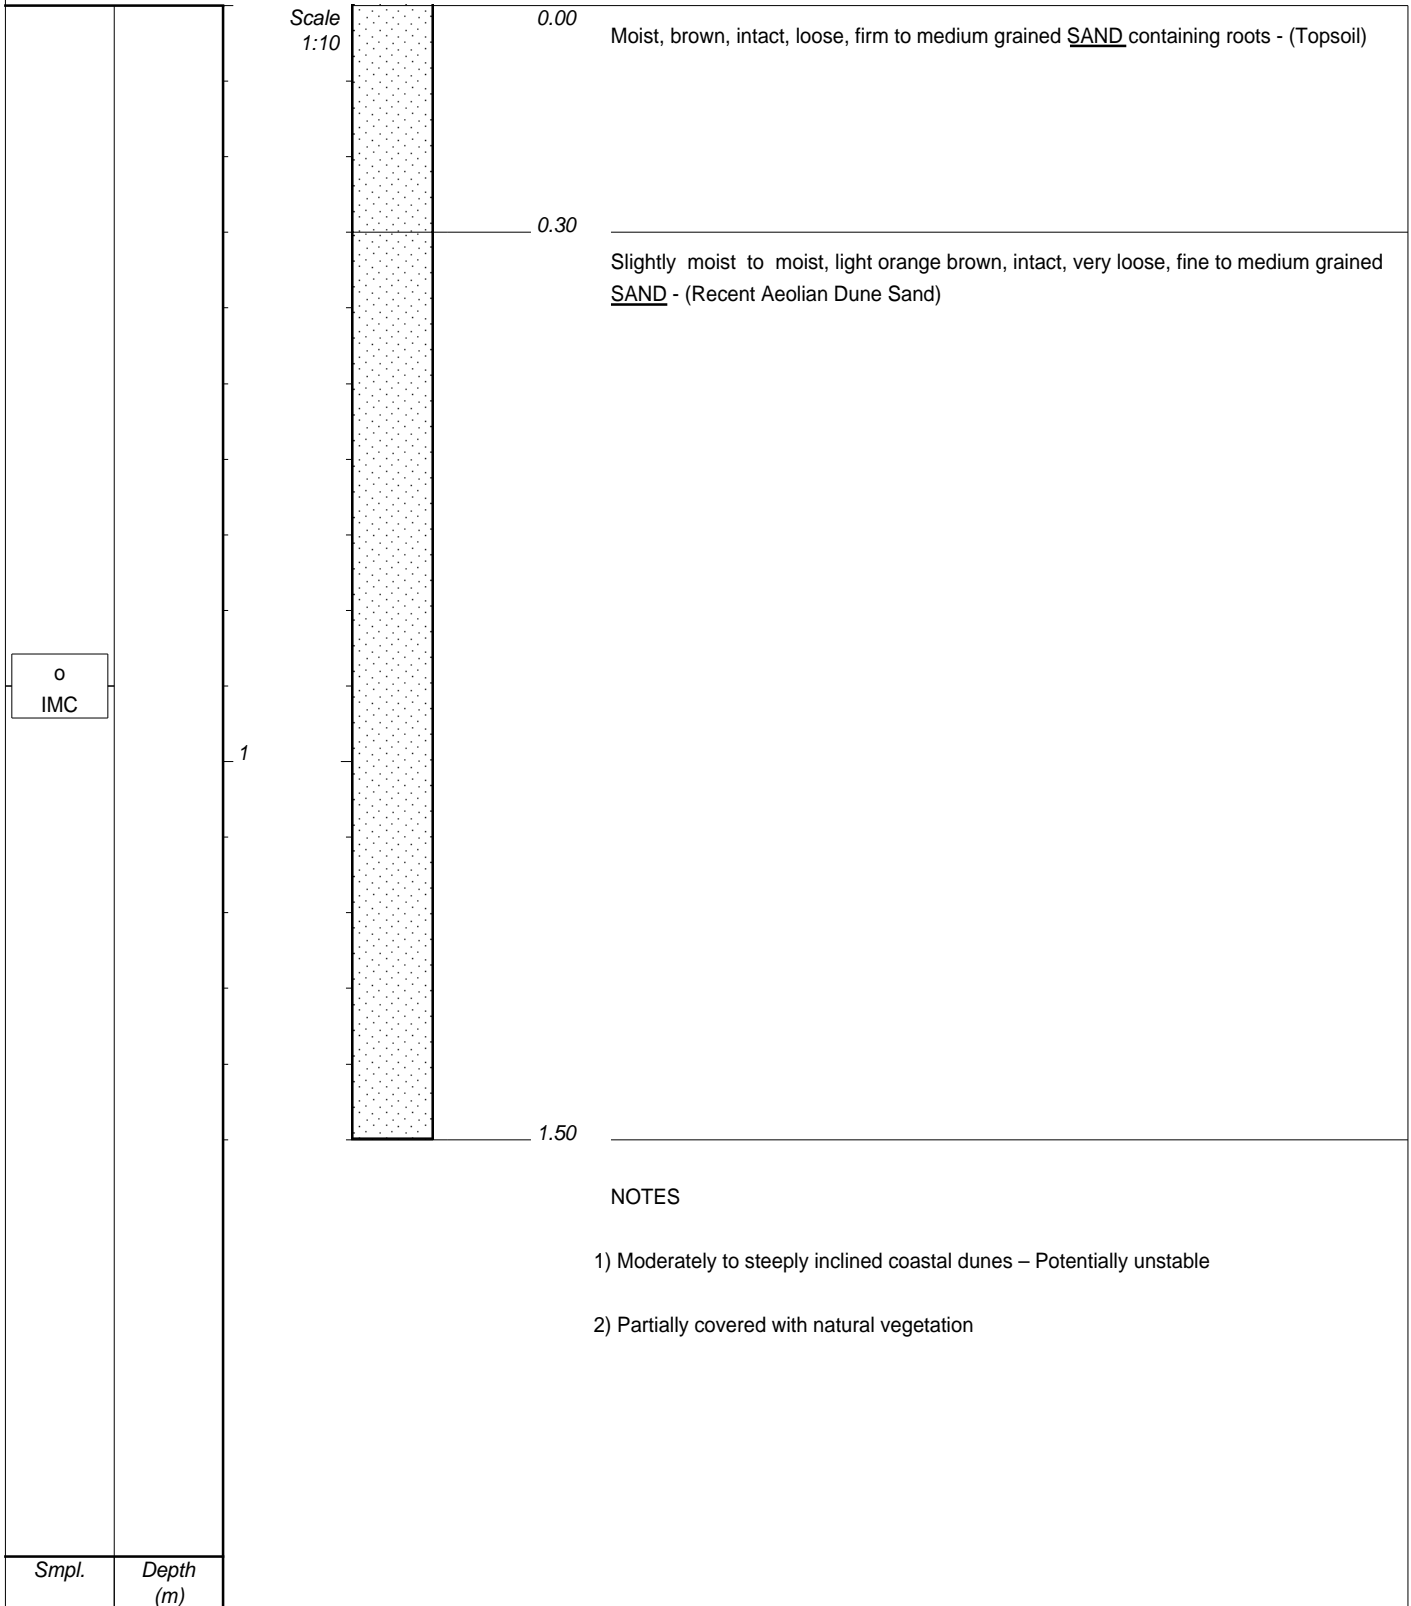 Scale
1:10
0.00
Moist, brown, intact, loose, firm to medium grained SAND containing roots - (Topsoil)
0.30
Slightly moist to moist, light orange brown, intact, very loose, fine to medium grained
SAND - (Recent Aeolian Dune Sand)
o
IMC
1
1.50
NOTES
1) Moderately to steeply inclined coastal dunes – Potentially unstable
2) Partially covered with natural vegetation
Smpl.
Depth
(m)